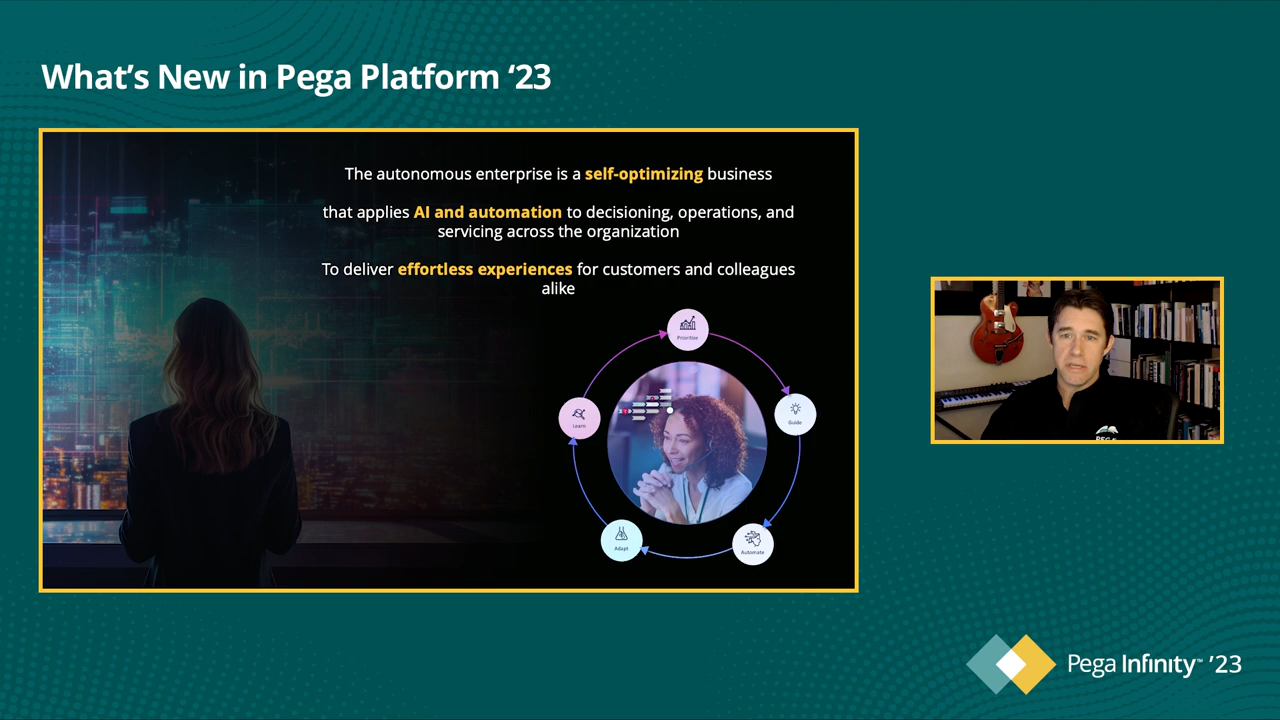 What's New in Pega Platform ‘23
The autonomous enterprise is a self-optimizing business
that applies AI and automation to decisioning, operations, and
servicing across the organization
To deliver effortless experiences for customers and colleagues
alike
Prioritize
Guide
Automate
Adapt
Learn
Pega Infinity™ ’23